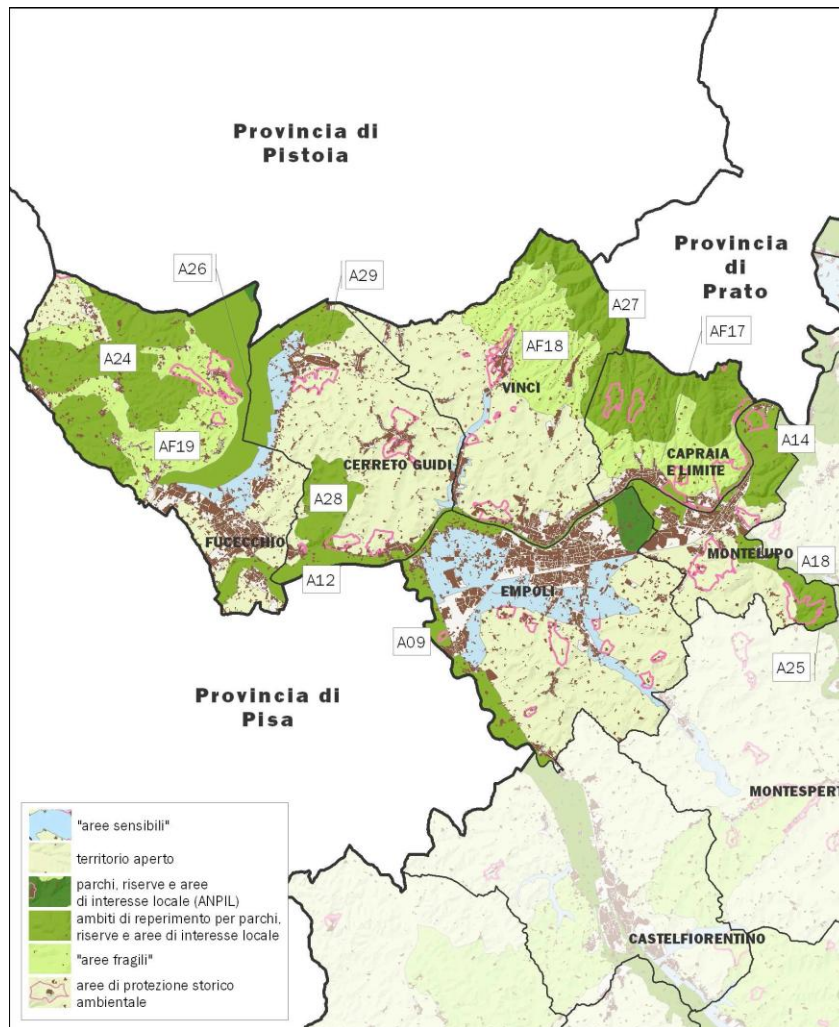 Provincia di
Pistoia
Provincia
di
Prato
A26
A29
A27
AF17
A24
AF18
VINCI
AF19
CERRETO GUIDI
CAPRAIA
E LIMITE
A14
A28
FUCECCHIO
MONTELUPO
A18
A12
EMPOLI
A09
A25
Provincia di
Pisa
MONTESPERT
CASTELFIORENTINO
"aree sensibili"
territorio aperto
parchi, riserve e aree
di interesse locale (ANPIL)
ambiti di reperimento per parchi,
riserve e aree di interesse locale
"aree fragili"
aree di protezione storico
ambientale